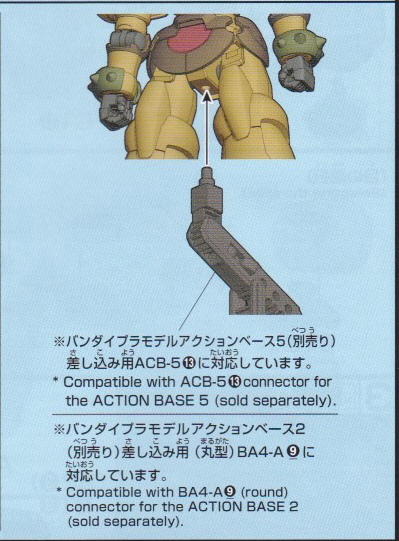 ※バンダイプラモデルアクションベース5(別売り)
差し込み用ACB-5⓭に対応しています。
* Compatible with ACB-5⓭connector for
the ACTION BASE 5 (sold separately).
※バンダイプラモデルアクションベース2
(別売り)差し込み用 (丸型) BA4-A❾に
対応しています。
* Compatible with BA4-A❾ (round)
connector for the ACTION BASE 2
(sold separately).